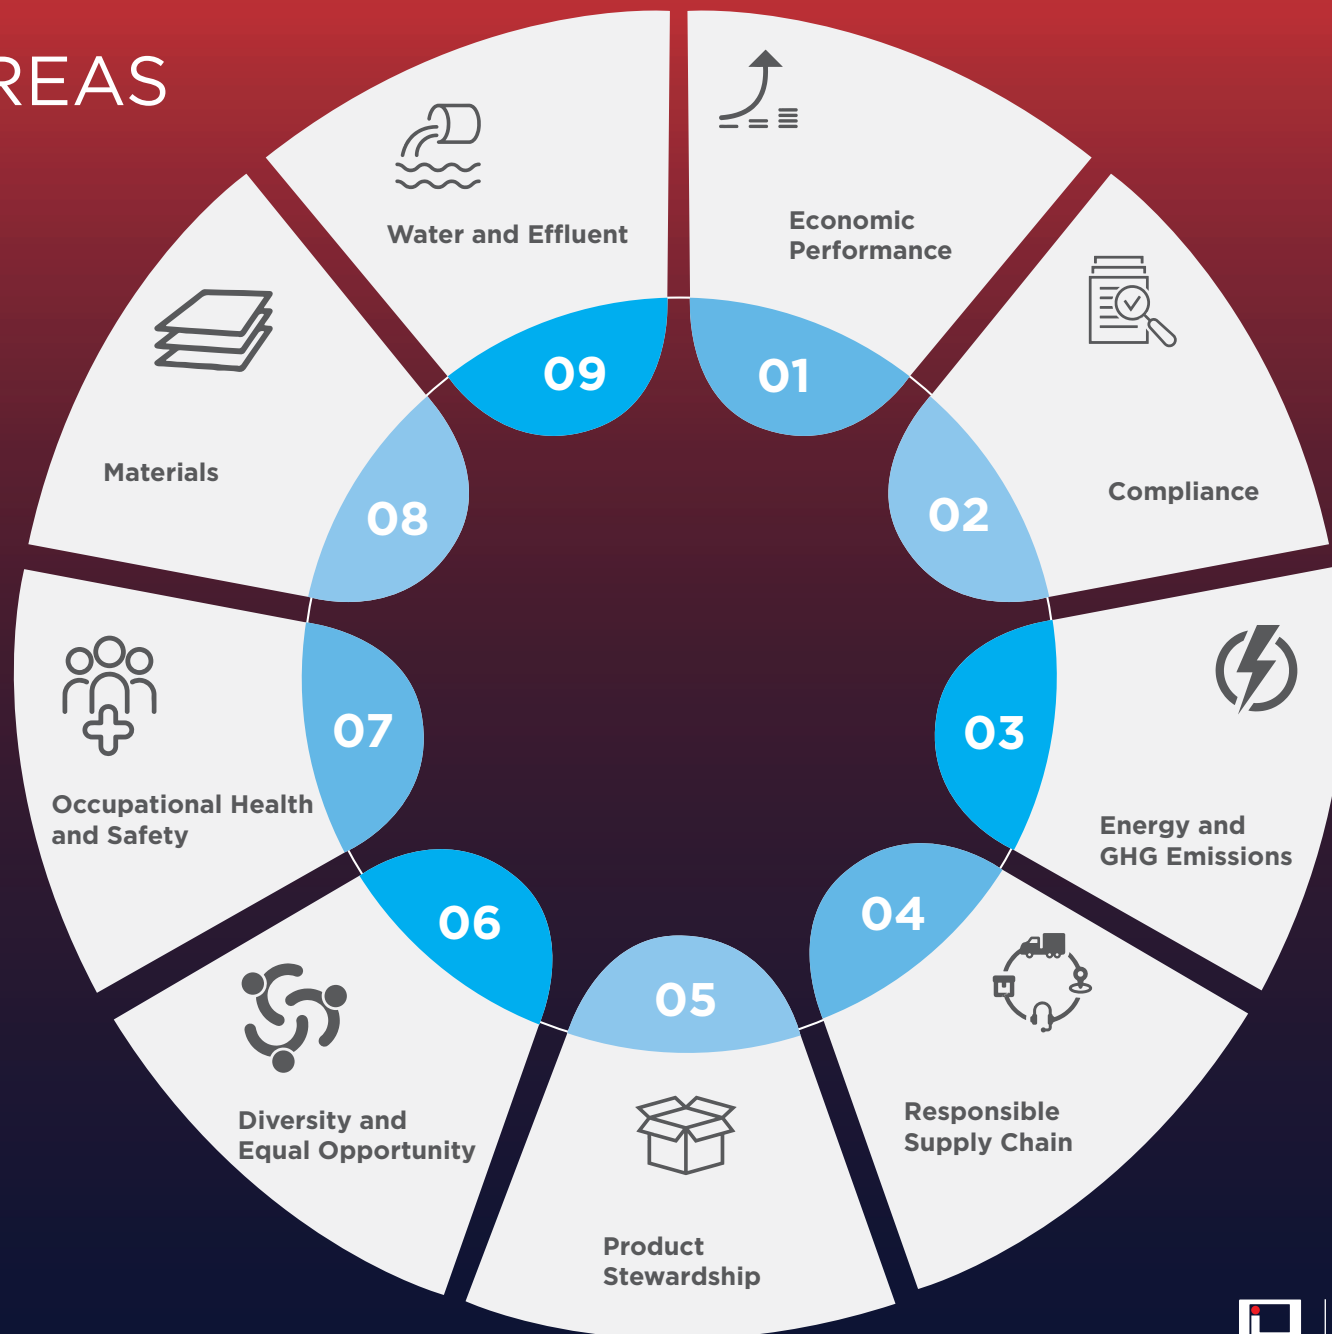 REAS
01
Economic
Performance
02
Compliance
03
Energy and
GHG Emissions
04
Responsible
Supply Chain
05
Product
Stewardship
06
Diversity and
Equal Opportunity
07
Occupational Health
and Safety
08
Materials
09
Water and Effluent